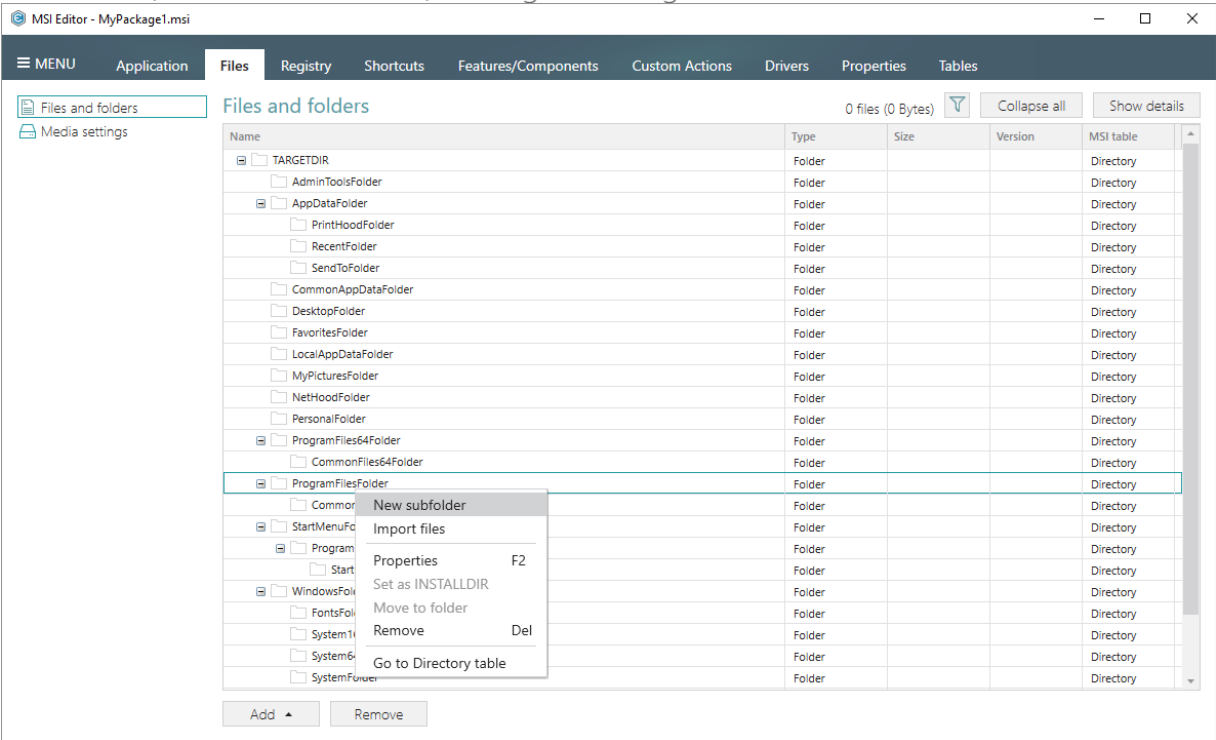 MSI Editor - MyPackage1.msi
MENU Application Files Registry Shortcuts Features/Components Custom Actions Drivers Properties Tables
Files and folders
Media settings
Files and folders 0 files (0 Bytes) Collapse all Show details
Name Type Size Version MSI table
TARGETDIR Folder Directory
AdminToolsFolder Folder Directory
AppDataFolder Folder Directory
PrintHoodFolder Folder Directory
RecentFolder Folder Directory
SendToFolder Folder Directory
CommonAppDataFolder Folder Directory
DesktopFolder Folder Directory
FavoritesFolder Folder Directory
LocalAppDataFolder Folder Directory
MyPicturesFolder Folder Directory
NetHoodFolder Folder Directory
PersonalFolder Folder Directory
ProgramFiles64Folder Folder Directory
CommonFiles64Folder Folder Directory
ProgramFilesFolder Folder Directory
Common Folder Directory
StartMenuFo Folder Directory
Program Folder Directory
Start Folder Directory
WindowsFol Folder Directory
FontsFol Folder Directory
System1 Folder Directory
System6 Folder Directory
SystemFolder Folder Directory
New subfolder
Import files
Properties F2
Set as INSTALLDIR
Move to folder
Remove Del
Go to Directory table
Add Remove